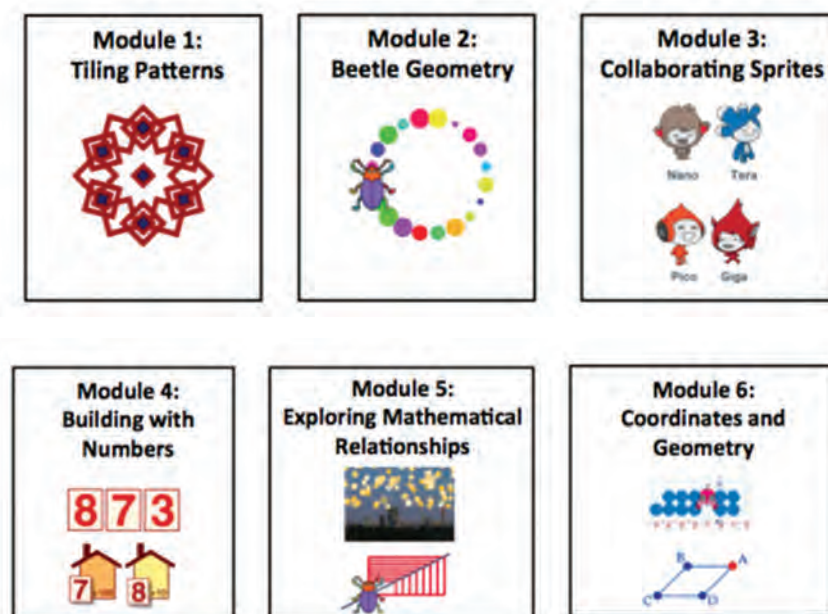 Module 1:
Tiling Patterns
Module 2:
Beetle Geometry
Module 3:
Collaborating Sprites
Nano Tera
Pico Giga
Module 4:
Building with
Numbers
873
7 8
Module 5:
Exploring Mathematical
Relationships
Module 6:
Coordinates and
Geometry
B A
C D